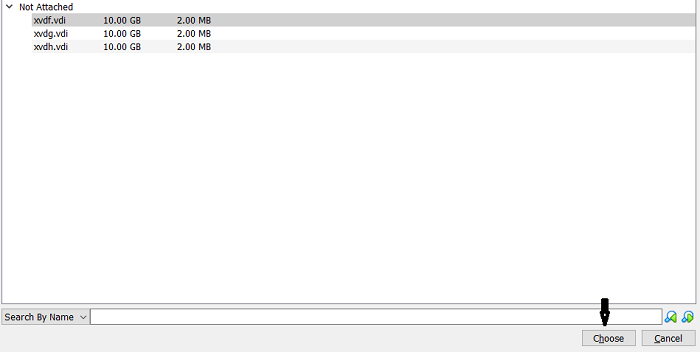 Not Attached
xvdf.vdi 10.00 GB 2.00 MB
xvdg.vdi 10.00 GB 2.00 MB
xvdh.vdi 10.00 GB 2.00 MB
Search By Name
Choose Cancel